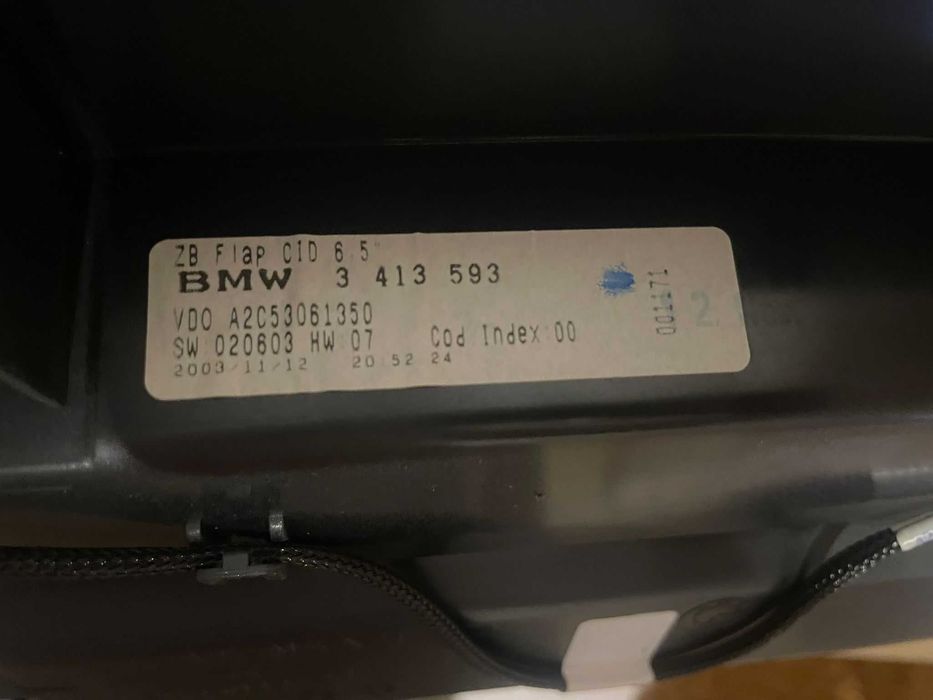 ZB Flap CID 6.5"
BMW 3 413 593
VDO A2C53061350
SW 020603 HW 07 Cod Index 00
2003/11/12 20 52 24
001171
2